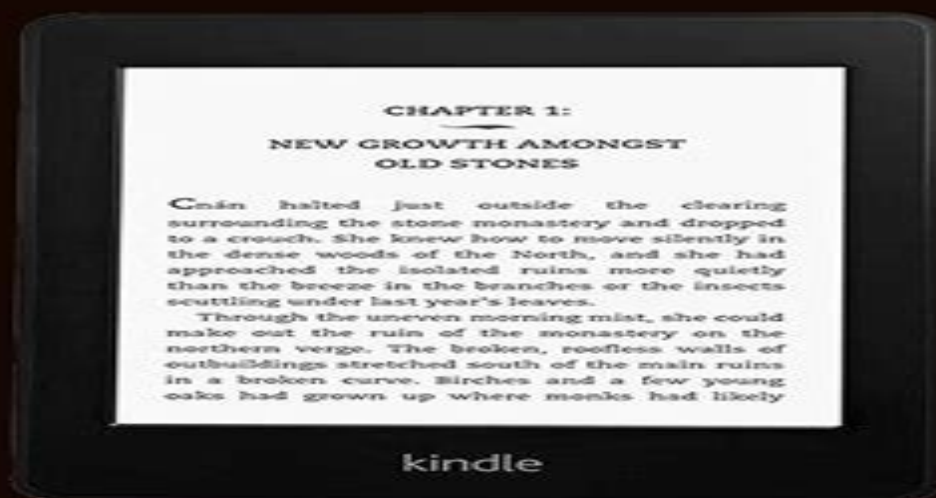 CHAPTER 1:
NEW GROWTH AMONGST
OLD STONES
Cnán halted just outside the clearing
surrounding the stone monastery and dropped
to a crouch. She knew how to move silently in
the dense woods of the North, and she had
approached the isolated ruins more quietly
than the breeze in the branches or the insects
scuttling under last year's leaves.
Through the uneven morning mist, she could
make out the ruin of the monastery on the
northern verge. The broken, roofless walls of
outbuildings stretched south of the main ruins
in a broken curve. Birches and a few young
oaks had grown up where monks had likely
kindle